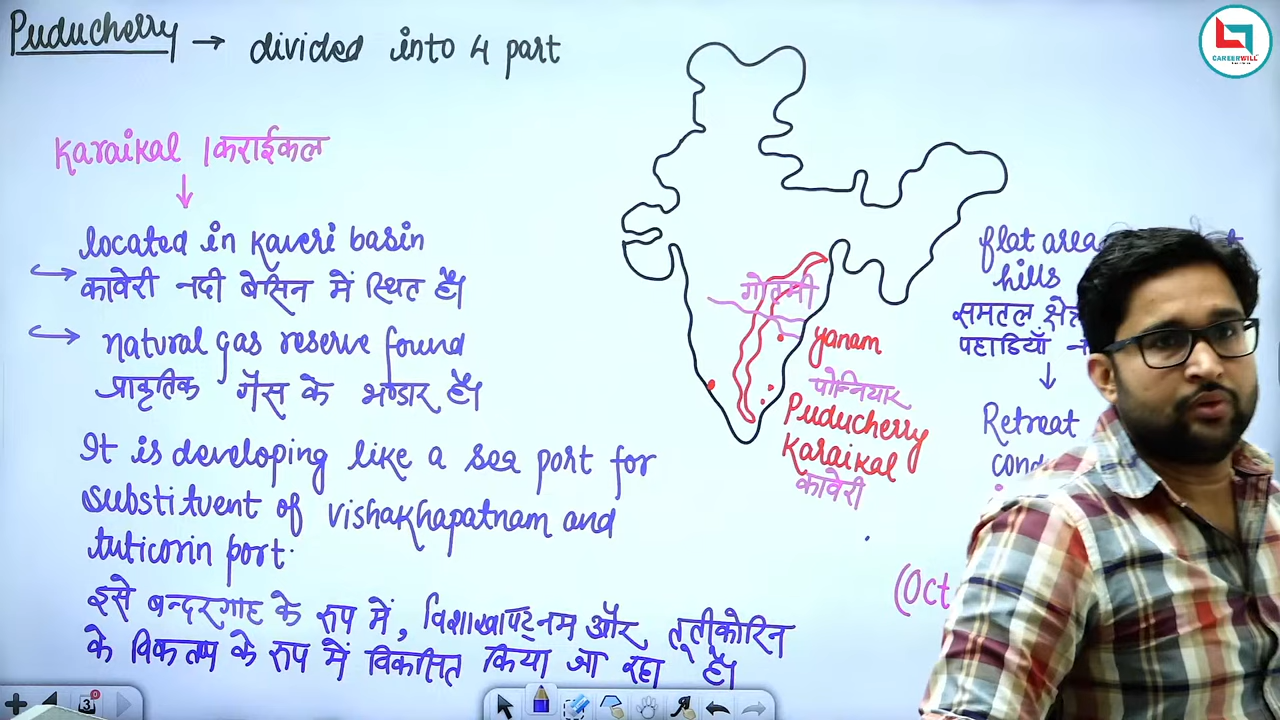 Puducherry → divided into 4 part
Karaikal / कराईकल
located in Kaveri basin
कावेरी नदी बेसिन में स्थित है।
natural gas reserve found
प्राकृतिक गैस के भण्डार है।
It is developing like a sea port for
substituent of vishakhapatnam and
tuticorin port.
इसे बन्दरगाह के रूप में, विशाखापट्नम और तूतीकोरिन
के विकल्प के रूप में विकसित किया जा रहा है।
गोतमी
yanam
पोन्नियार
Puducherry
Karaikal
कावेरी
flat area
hills
समतल
पहाडियाँ
Retreat
(Oct
CAREERWILL
3